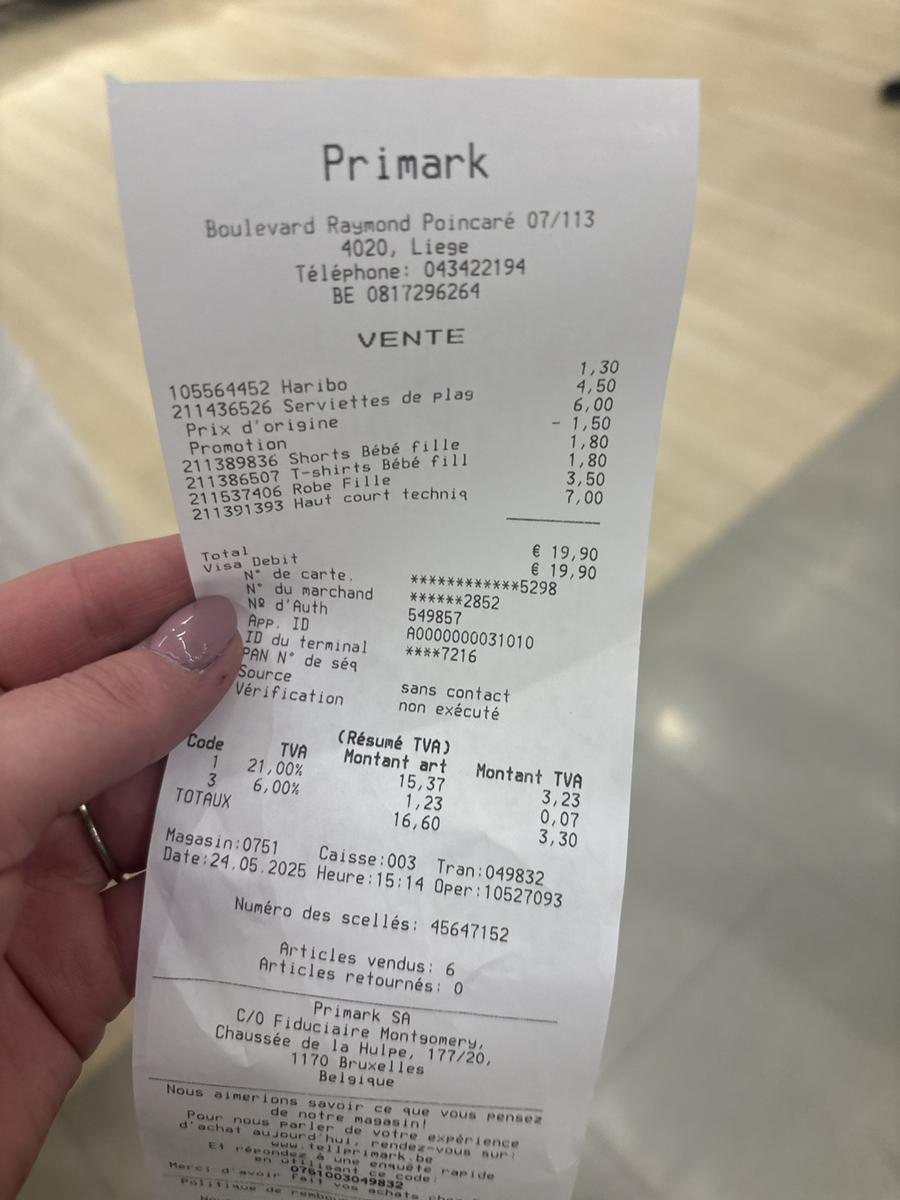 Primark
Boulevard Raymond Poincaré 07/113
4020, Liege
Téléphone: 043422194
BE 0817296264
VENTE
105564452 Haribo 1,30
211436526 Serviettes de plag 4,50
Prix d'origine 6,00
Promotion - 1,50
211389836 Shorts Bébé fille 1,80
211386507 T-shirts Bébé fill 1,80
211537406 Robe Fille 3,50
211391393 Haut court techniq 7,00
Total € 19,90
Visa Debit € 19,90
N° de carte. ************5298
N° du marchand ******2852
Nº d'Auth 549857
App. ID A0000000031010
ID du terminal ****7216
PAN N° de séq
Source sans contact
Vérification non exécuté
(Résumé TVA)
Code TVA Montant art Montant TVA
1 21,00% 15,37 3,23
3 6,00% 1,23 0,07
TOTAUX 16,60 3,30
Magasin:0751 Caisse:003 Tran:049832
Date:24.05.2025 Heure:15:14 Oper:10527093
Numéro des scellés: 45647152
Articles vendus: 6
Articles retournés: 0
Primark SA
C/O Fiduciaire Montgomery,
Chaussée de la Hulpe, 177/20,
1170 Bruxelles
Belgique
Nous aimerions savoir ce que vous pensez
de notre magasin!
Pour nous parler de votre expérience
d'achat aujourd'hui, rendez-vous sur:
www.tellprimark.be
Et répondez à une enquête rapide
en utilisant ce code:
0751003049832
Merci d'avoir fait vos achats chez